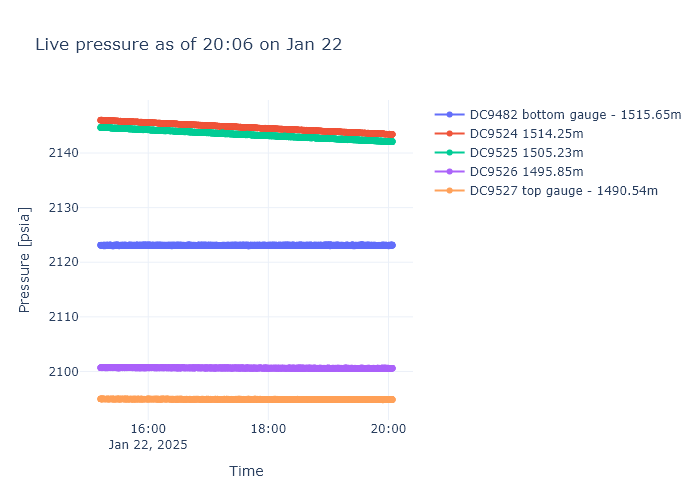 Live pressure as of 20:06 on Jan 22
DC9482 bottom gauge - 1515.65m
DC9524 1514.25m
DC9525 1505.23m
DC9526 1495.85m
DC9527 top gauge - 1490.54m
Pressure [psia]
2140
2130
2120
2110
2100
16:00
18:00
20:00
Jan 22, 2025
Time